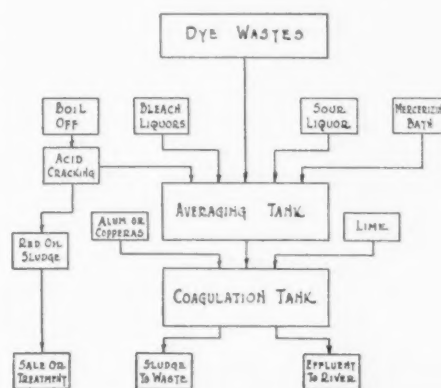 DYE WASTES
BOIL
OFF
BLEACH
LIQUORS
SOUR
LIQUOR
MERCERIZING
BATH
ACID
CRACKING
AVERAGING TANK
ALUM OR
COPPERAS
LIME
RED OIL
SLUDGE
COAGULATION TANK
SALE OR
TREATMENT
SLUDGE
TO WASTE
EFFLUENT
TO RIVER